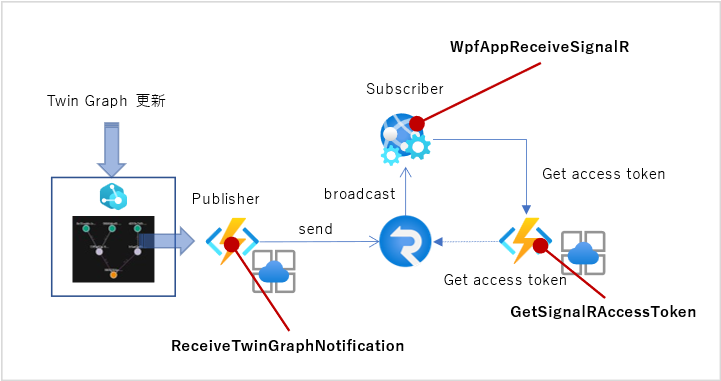 WpfAppReceiveSignalR
Subscriber
Twin Graph 更新
Get access token
Publisher
broadcast
send
Get access token
GetSignalRAccessToken
ReceiveTwinGraphNotification